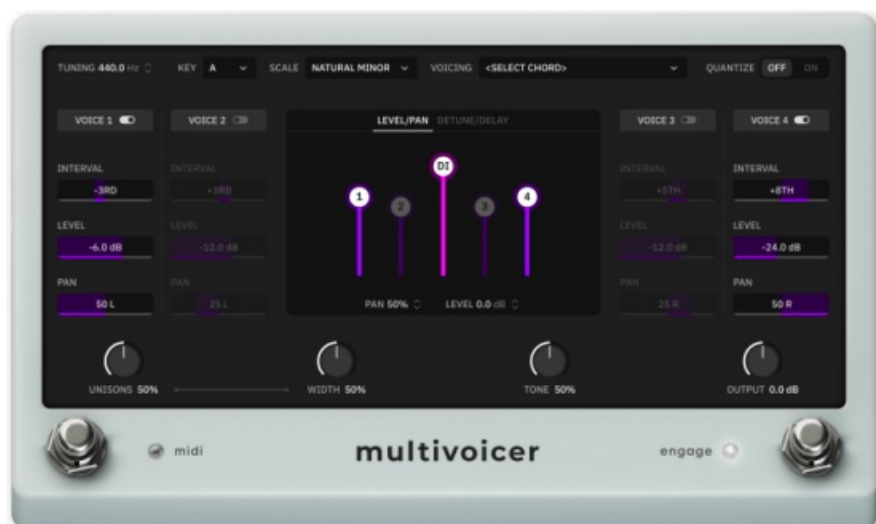 TUNING 440.0 Hz KEY A SCALE NATURAL MINOR VOICING <SELECT CHORD> QUANTIZE OFF ON
VOICE 1 VOICE 2 LEVEL/PAN DETUNE/DELAY VOICE 3 VOICE 4
DI
INTERVAL INTERVAL INTERVAL INTERVAL
-3RD +3RD 1 2 3 4 +5TH +8TH
LEVEL LEVEL LEVEL LEVEL
-6.0 dB -12.0 dB -12.0 dB -24.0 dB
PAN PAN PAN PAN
50 L 25 L PAN 50% LEVEL 0.0 dB 25 R 50 R
UNISONS 50% WIDTH 50% TONE 50% OUTPUT 0.0 dB
midi multivoicer engage